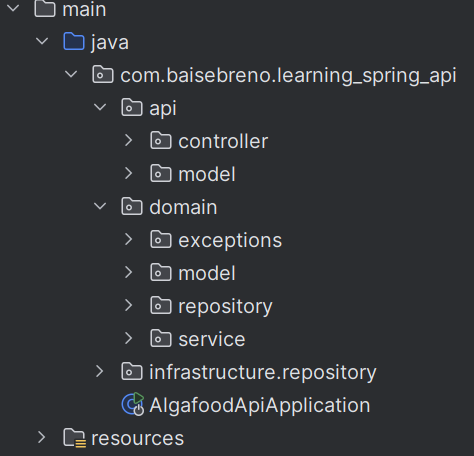 main
java
com.baisebreno.learning_spring_api
api
controller
model
domain
exceptions
model
repository
service
infrastructure.repository
AlgafoodApiApplication
resources